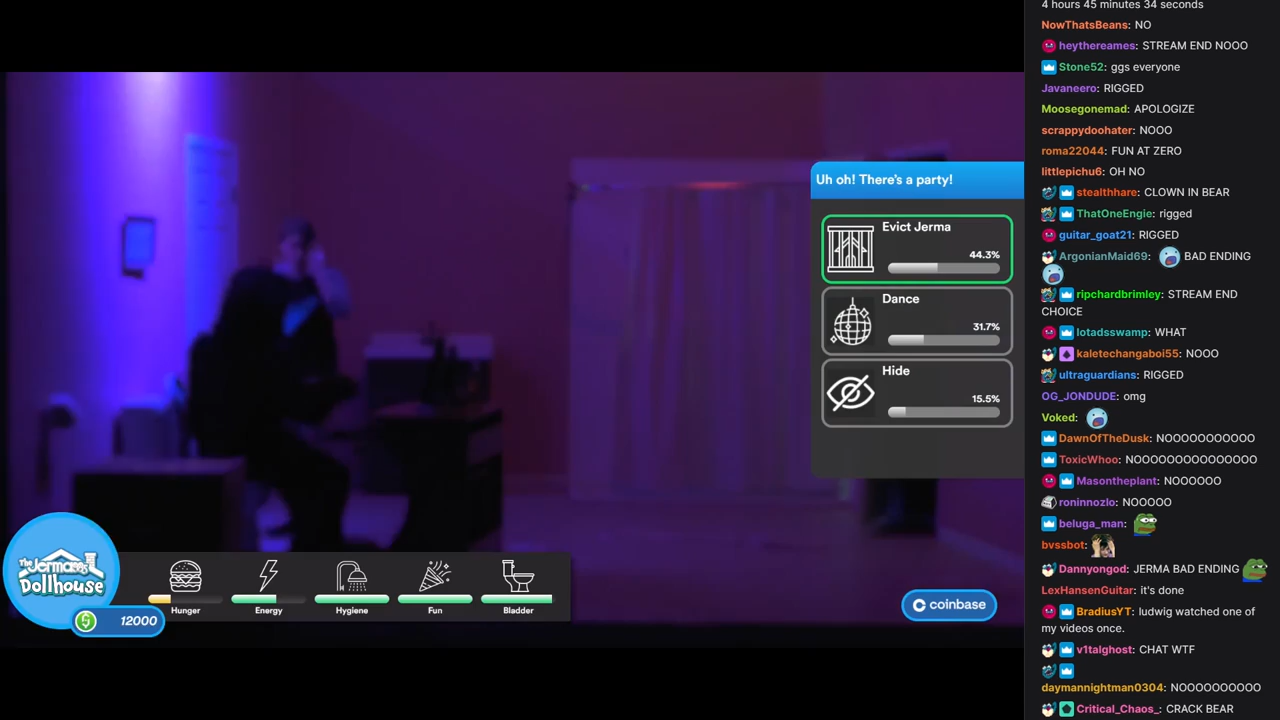 Uh oh! There's a party!
Evict Jerma
44.3%
Dance
31.7%
Hide
15.5%
The Jerma985
Dollhouse
12000
Hunger
Energy
Hygiene
Fun
Bladder
coinbase
4 hours 45 minutes 34 seconds
NowThatsBeans: NO
heythereames: STREAM END NOOO
Stone52: ggs everyone
Javaneero: RIGGED
Moosegonemad: APOLOGIZE
scrappydoohater: NOOO
roma22044: FUN AT ZERO
littlepichu6: OH NO
stealthhare: CLOWN IN BEAR
ThatOneEngie: rigged
guitar_goat21: RIGGED
ArgonianMaid69: BAD ENDING
ripchardbrimley: STREAM END
CHOICE
lotadsswamp: WHAT
kaletechangaboi55: NOOO
ultraguardians: RIGGED
OG_JONDUDE: omg
Voked:
DawnOfTheDusk: NOOOOOOOOOOO
ToxicWhoo: NOOOOOOOOOOOOOOO
Masontheplant: NOOOOOO
roninnozlo: NOOOOO
beluga_man:
bvssbot:
Dannyongod: JERMA BAD ENDING
LexHansenGuitar: it's done
BradiusYT: ludwig watched one of
my videos once.
v1talghost: CHAT WTF
daymannightman0304: NOOOOOOOOOO
Critical_Chaos_: CRACK BEAR